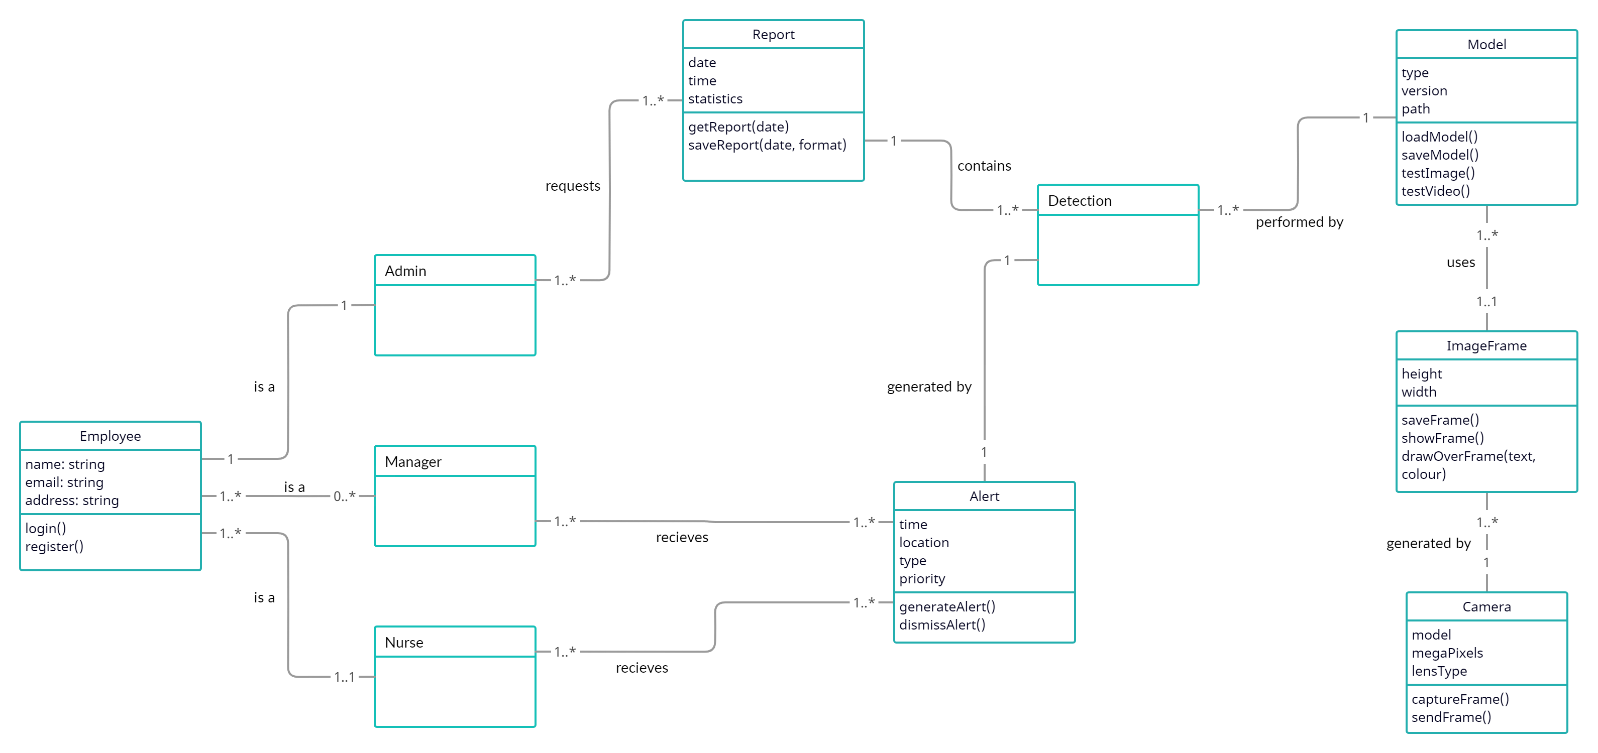 Report
date
time
statistics
getReport(date)
saveReport(date, format)
1..*
requests
1..*
1
contains
1..*
Model
type
version
path
loadModel()
saveModel()
testImage()
testVideo()
1
Detection
1..*
performed by
1
1..*
uses
1..1
Admin
1
is a
1
generated by
1
ImageFrame
height
width
saveFrame()
showFrame()
drawOverFrame(text,
colour)
Employee
name: string
email: string
address: string
login()
register()
Manager
1..*
is a
0..*
1..*
recieves
1..*
Alert
time
location
type
priority
generateAlert()
dismissAlert()
1..*
generated by
1
1..*
is a
1..1
Nurse
1..*
recieves
1..*
Camera
model
megaPixels
lensType
captureFrame()
sendFrame()